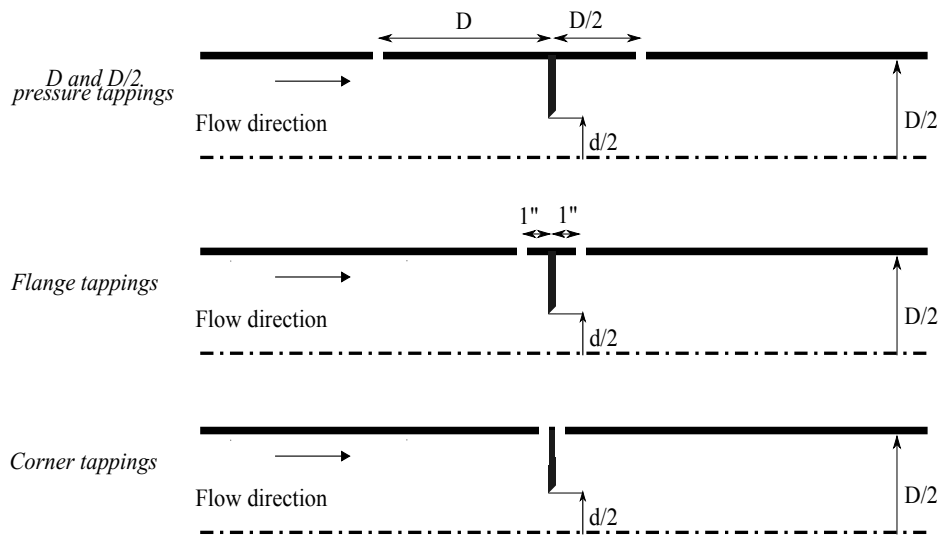 D
D/2
D and D/2
pressure tappings
Flow direction
d/2
D/2
1" 1"
Flange tappings
Flow direction
d/2
D/2
Corner tappings
Flow direction
d/2
D/2